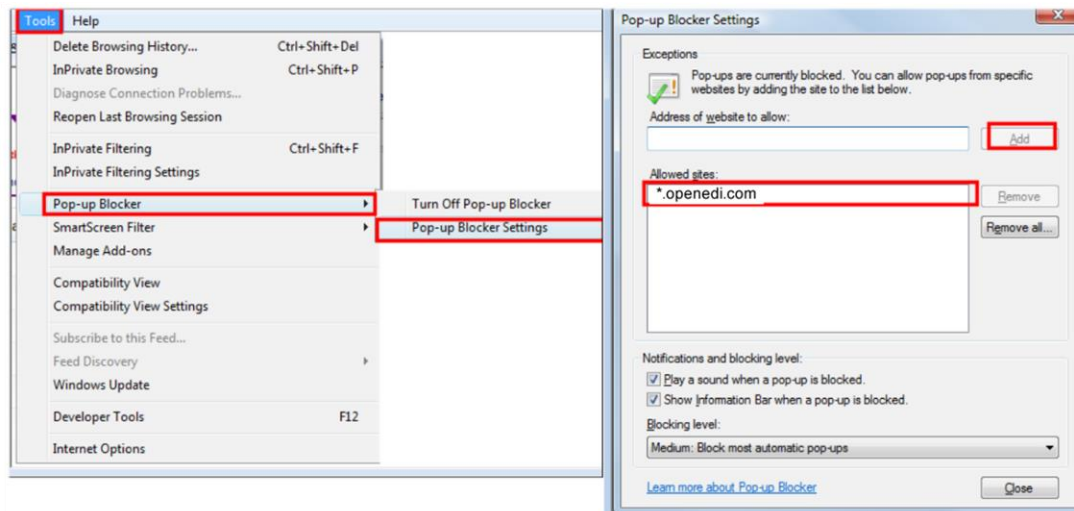 Tools Help
Delete Browsing History... Ctrl+Shift+Del
InPrivate Browsing Ctrl+Shift+P
Diagnose Connection Problems...
Reopen Last Browsing Session
InPrivate Filtering Ctrl+Shift+F
InPrivate Filtering Settings
Pop-up Blocker
SmartScreen Filter
Manage Add-ons
Compatibility View
Compatibility View Settings
Subscribe to this Feed...
Feed Discovery
Windows Update
Developer Tools F12
Internet Options
Turn Off Pop-up Blocker
Pop-up Blocker Settings
Pop-up Blocker Settings
Exceptions
Pop-ups are currently blocked. You can allow pop-ups from specific
websites by adding the site to the list below.
Address of website to allow:
Add
Allowed sites:
*.openedi.com
Remove
Remove all...
Notifications and blocking level:
Play a sound when a pop-up is blocked.
Show Information Bar when a pop-up is blocked.
Blocking level:
Medium: Block most automatic pop-ups
Learn more about Pop-up Blocker
Close